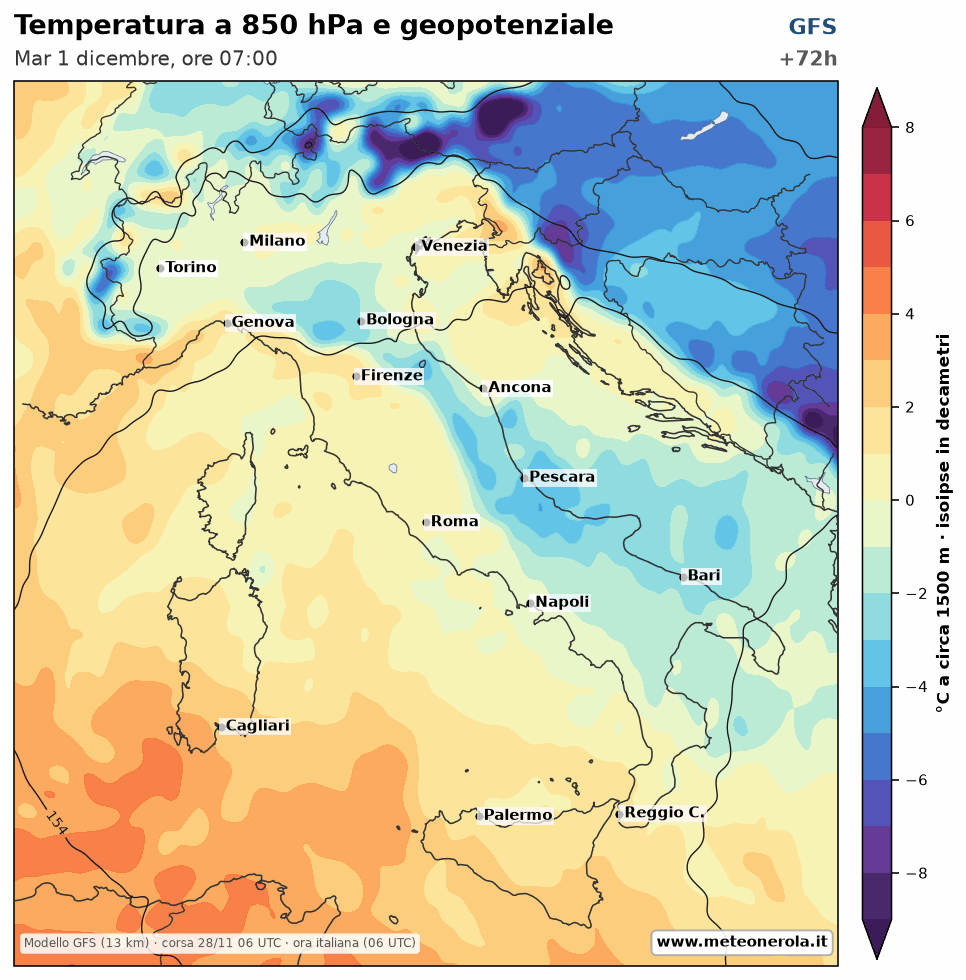 Temperatura a 850 hPa e geopotenziale
GFS
Mar 1 dicembre, ore 07:00
+72h
Milano
Venezia
Torino
Genova
Bologna
Firenze
Ancona
Pescara
Roma
Bari
Napoli
Cagliari
Palermo
Reggio C.
154
8
6
4
2
0
−2
−4
−6
−8
°C a circa 1500 m · isoipse in decametri
Modello GFS (13 km) · corsa 28/11 06 UTC · ora italiana (06 UTC)
www.meteonerola.it